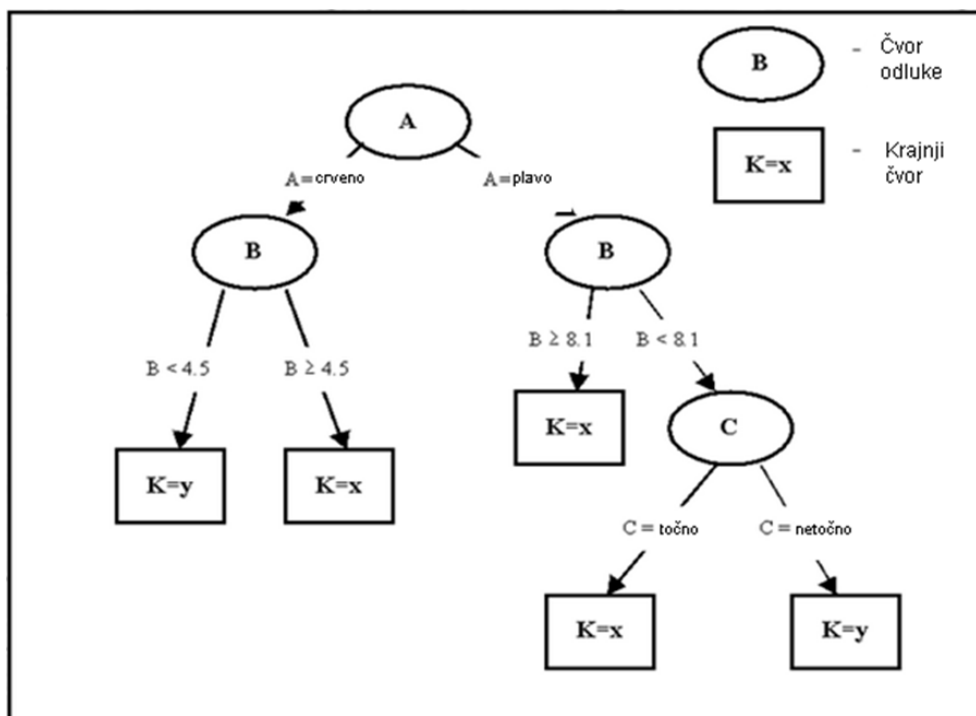 A
A=crveno
A=plavo
B
B
B < 4.5
B ≥ 4.5
B ≥ 8.1
B < 8.1
K=y
K=x
K=x
C
C = točno
C = netočno
K=x
K=y
B
- Čvor
odluke
K=x
- Krajnji
čvor